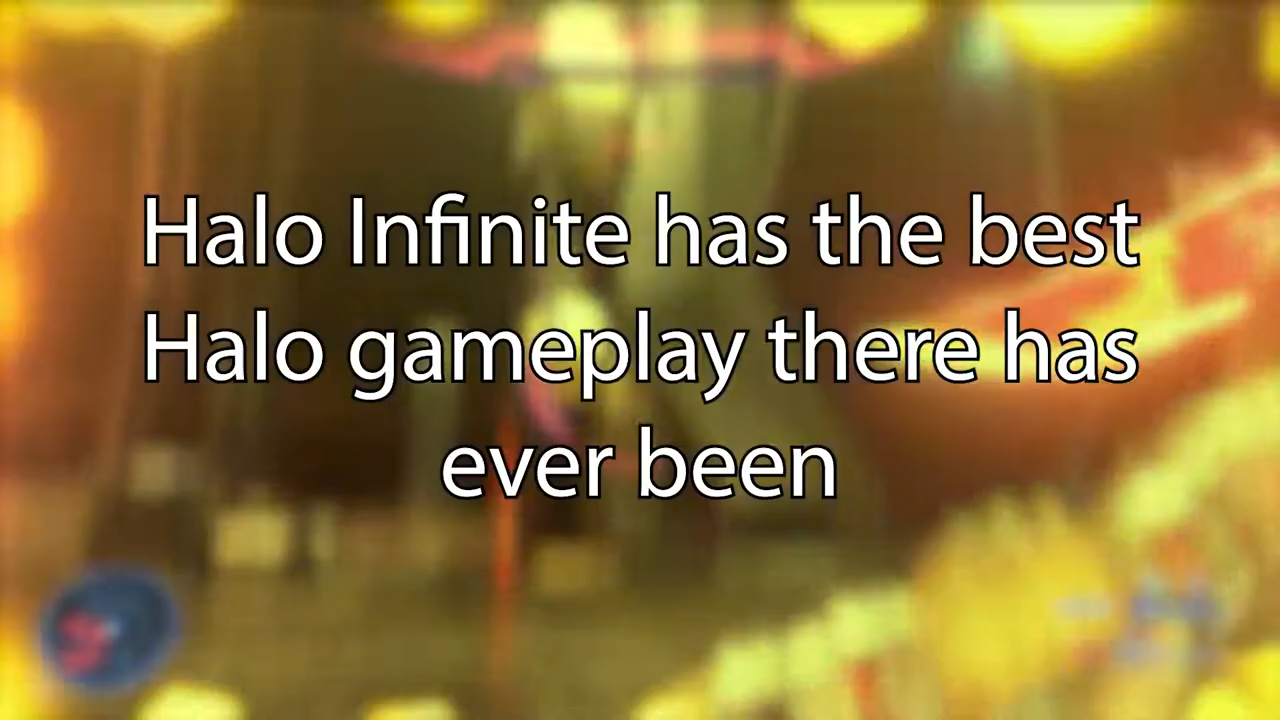 Halo Infinite has the best
Halo gameplay there has
ever been